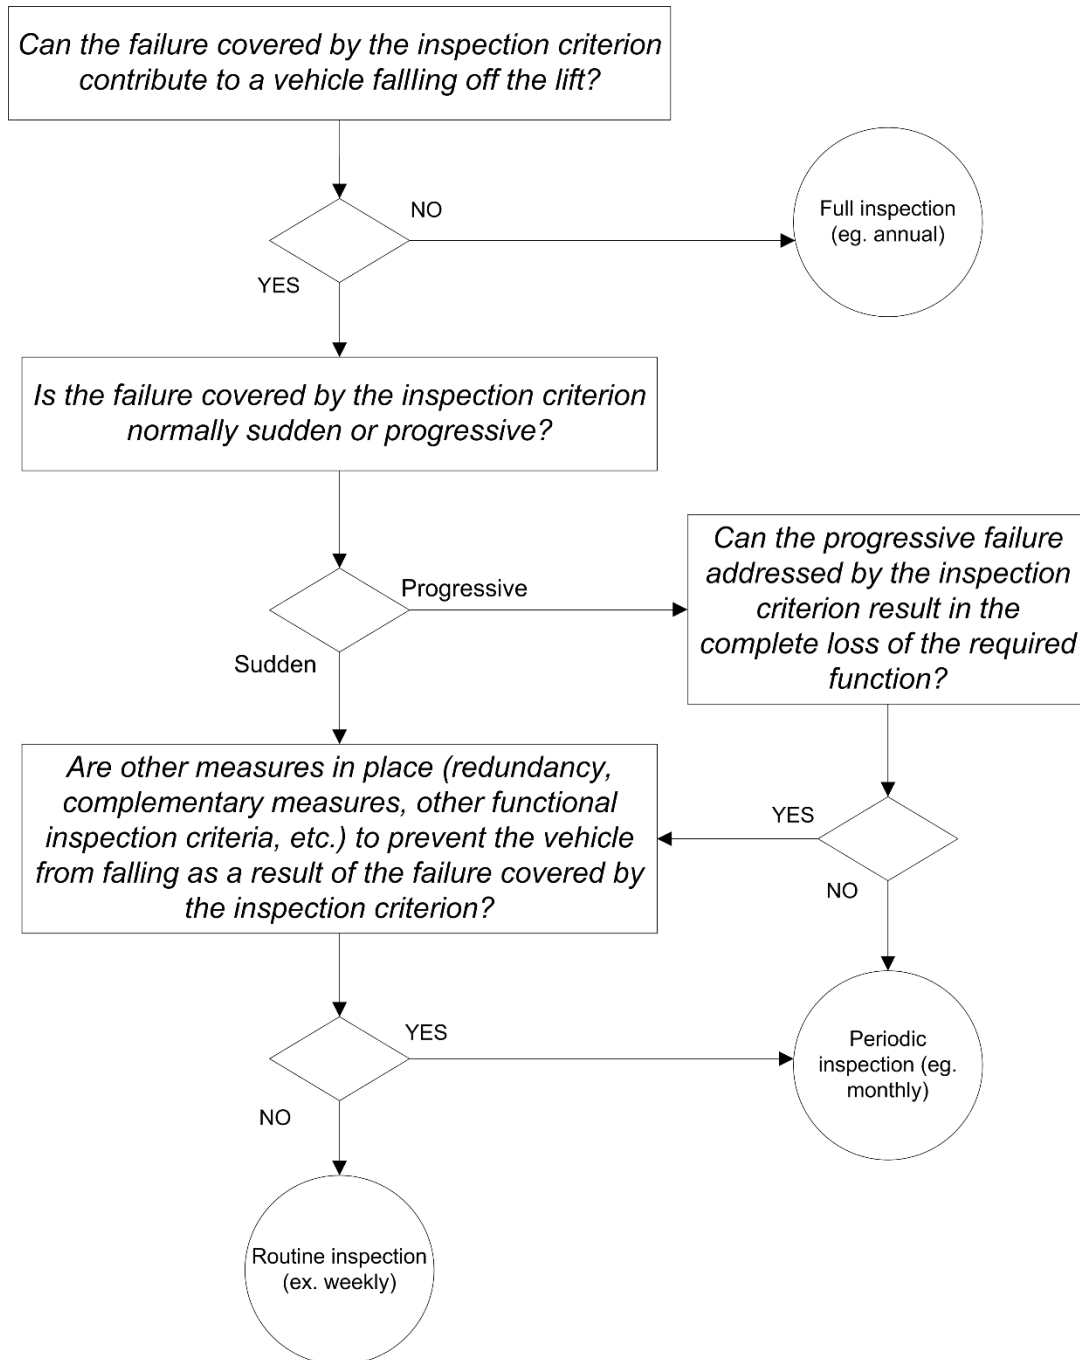 Can the failure covered by the inspection criterion
contribute to a vehicle fallling off the lift?
NO
Full inspection
(eg. annual)
YES
Is the failure covered by the inspection criterion
normally sudden or progressive?
Progressive
Sudden
Can the progressive failure
addressed by the inspection
criterion result in the
complete loss of the required
function?
Are other measures in place (redundancy,
complementary measures, other functional
inspection criteria, etc.) to prevent the vehicle
from falling as a result of the failure covered by
the inspection criterion?
YES
NO
YES
Periodic
inspection (eg.
monthly)
NO
Routine inspection
(ex. weekly)